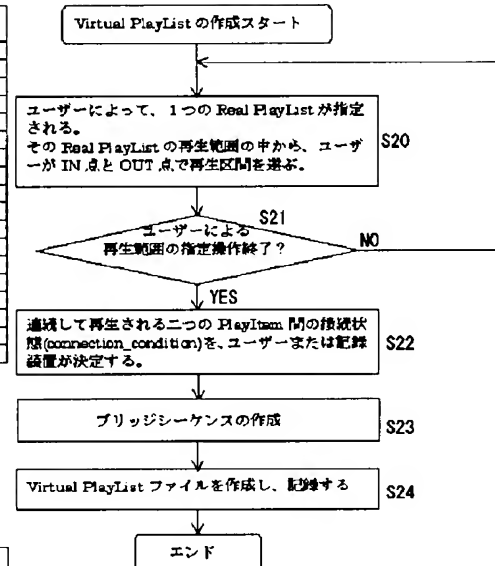 Virtual PlayList の作成スタート
ユーザーによって、1つの Real PlayList が指定
される。
その Real PlayList の再生範囲の中から、ユーザ
ーが IN 点と OUT 点で再生区間を選ぶ。
S20
S21
ユーザーによる
再生範囲の指定操作終了？
NO
YES
連続して再生される二つの PlayItem 間の接続状
態(connection_condition)を、ユーザーまたは記録
装置が決定する。
S22
ブリッジシーケンスの作成
S23
Virtual PlayList ファイルを作成し、記録する
S24
エンド